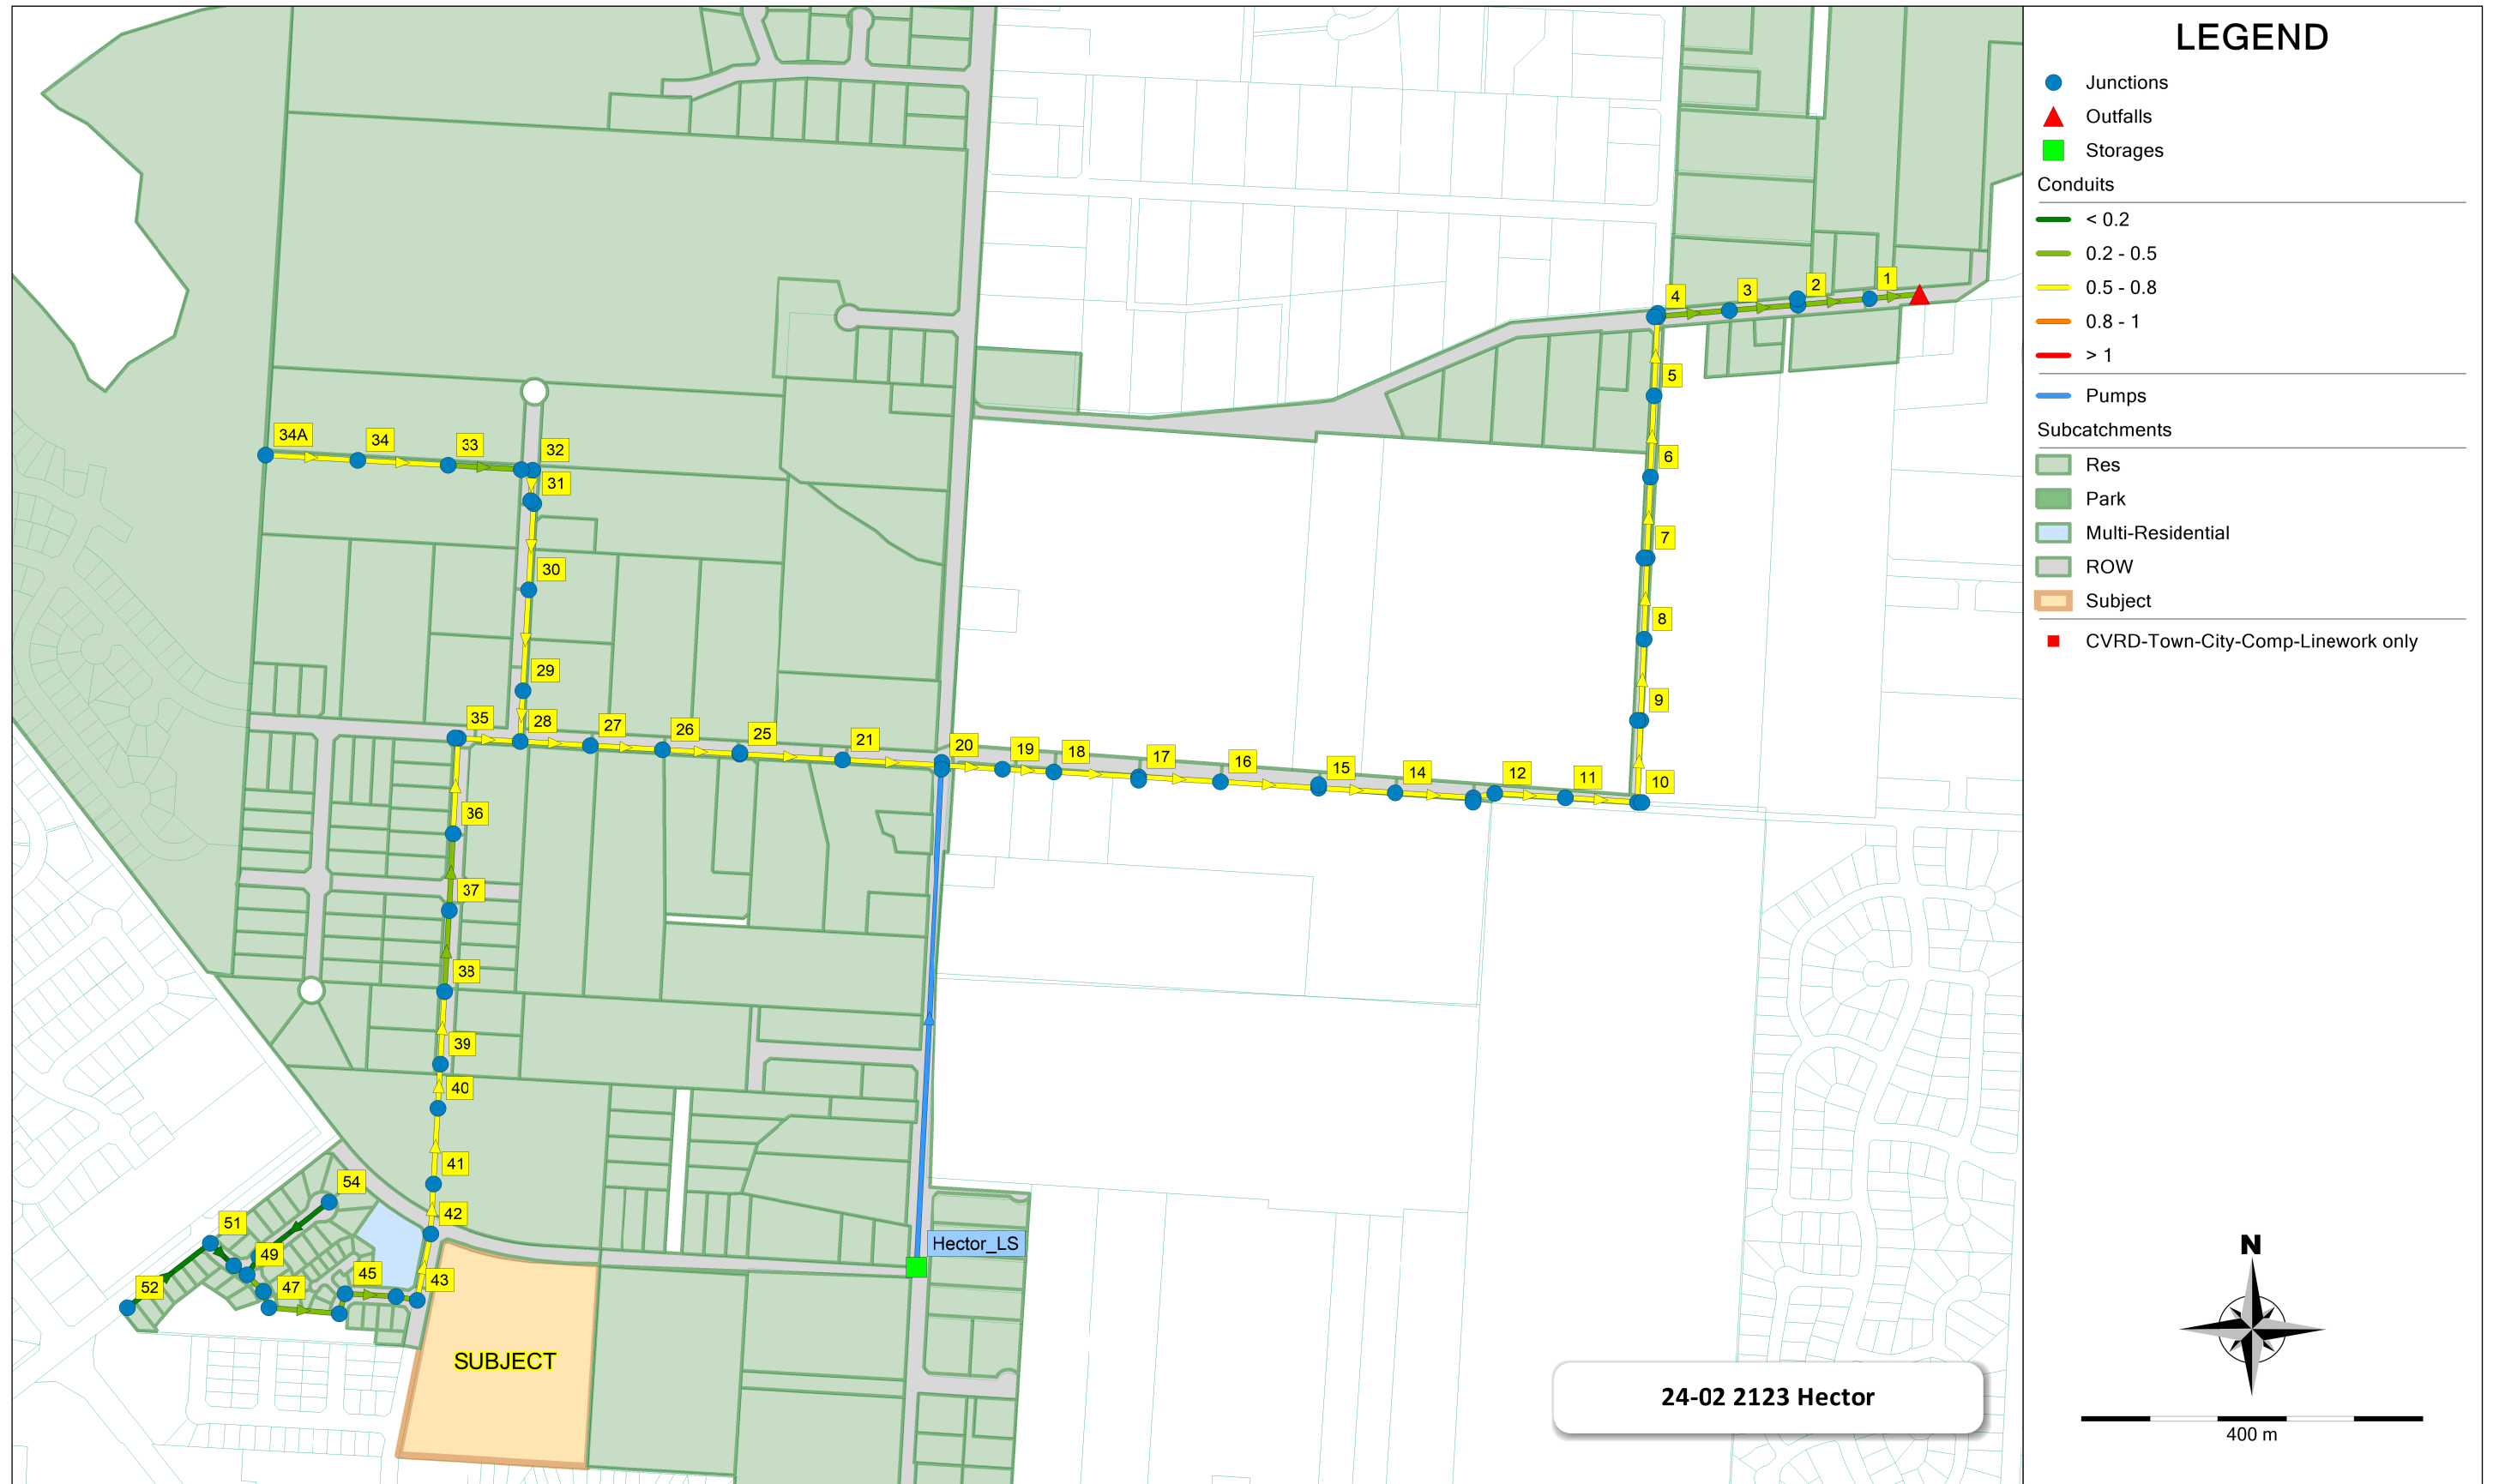 LEGEND
Junctions
Outfalls
Storages
Conduits
< 0.2
0.2 - 0.5
0.5 - 0.8
0.8 - 1
> 1
Pumps
Subcatchments
Res
Park
Multi-Residential
ROW
Subject
CVRD-Town-City-Comp-Linework only
N
400 m
1
2
3
4
5
6
7
8
9
10
11
12
14
15
16
17
18
19
20
21
25
26
27
28
29
30
31
32
33
34
34A
35
36
37
38
39
40
41
42
43
45
47
49
51
52
54
Hector_LS
SUBJECT
24-02 2123 Hector